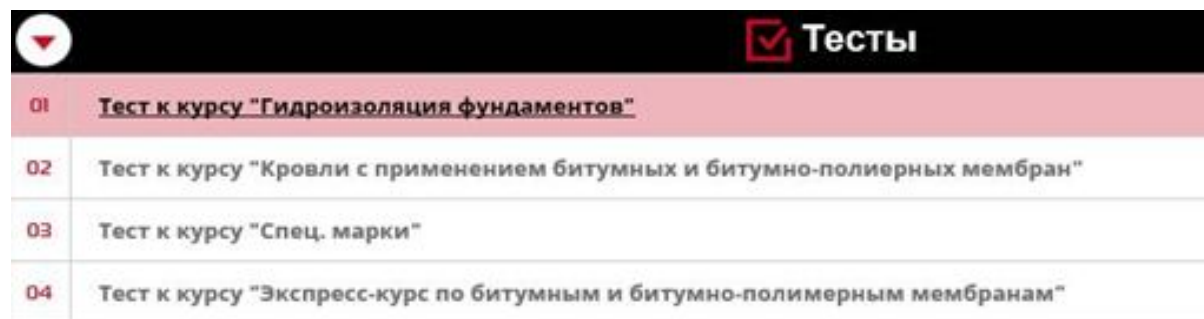 Тесты
01 Тест к курсу "Гидроизоляция фундаментов"
02 Тест к курсу "Кровли с применением битумных и битумно-полиерных мембран"
03 Тест к курсу "Спец. марки"
04 Тест к курсу "Экспресс-курс по битумным и битумно-полимерным мембранам"